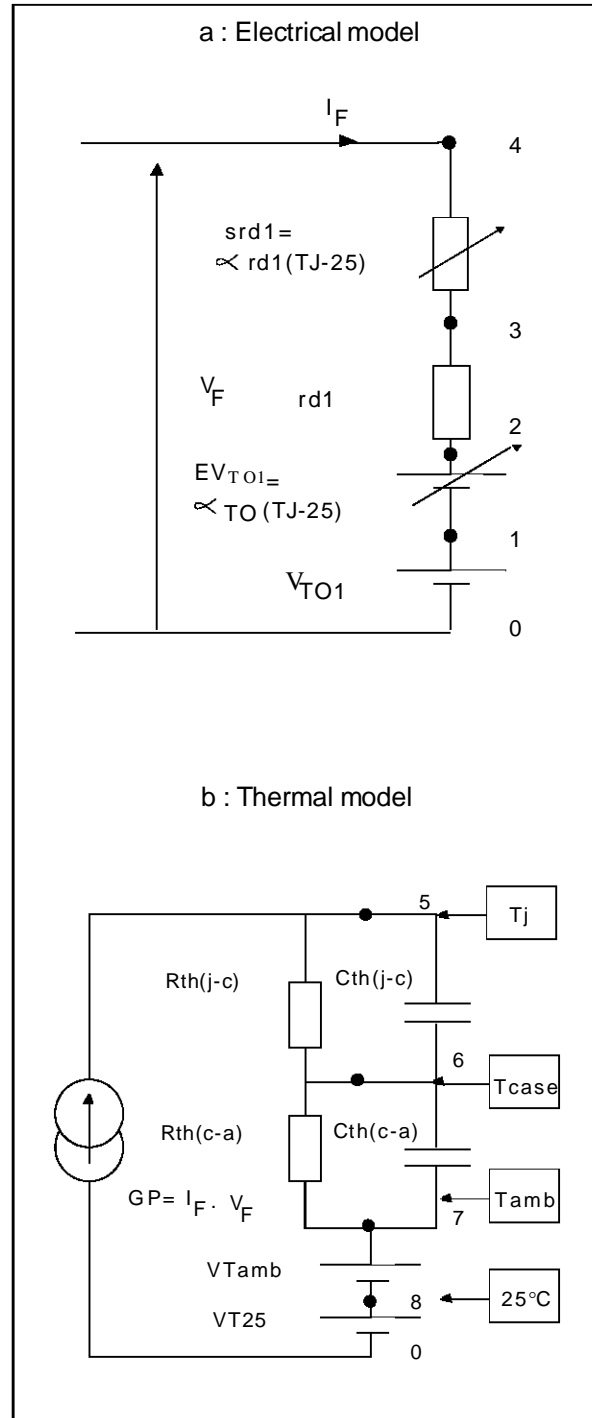 a : Electrical model
I_F
4
srd1=
∝ rd1(TJ-25)
3
V_F
rd1
2
EV_TO1=
∝_TO (TJ-25)
1
V_TO1
0
b : Thermal model
5
Tj
Rth(j-c)
Cth(j-c)
6
Tcase
Rth(c-a)
Cth(c-a)
GP= I_F . V_F
Tamb
7
VTamb
8
25°C
VT25
0